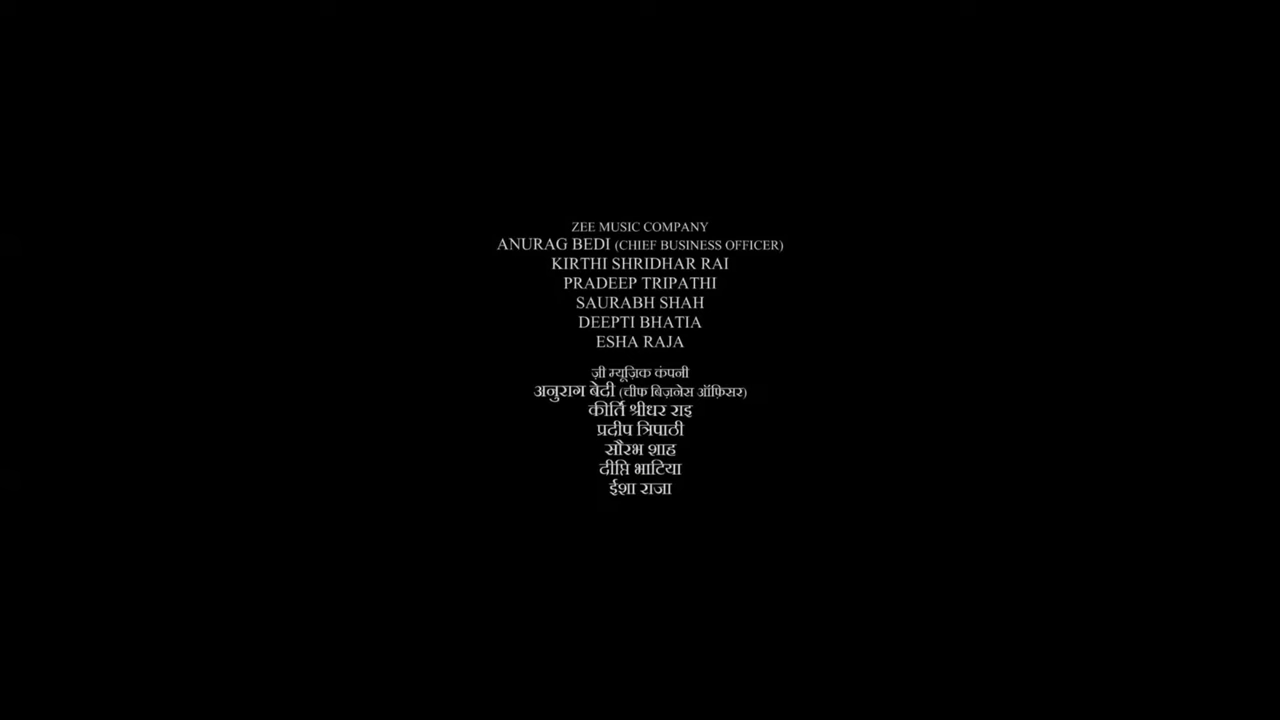 ZEE MUSIC COMPANY
ANURAG BEDI (CHIEF BUSINESS OFFICER)
KIRTHI SHRIDHAR RAI
PRADEEP TRIPATHI
SAURABH SHAH
DEEPTI BHATIA
ESHA RAJA
ज़ी म्यूज़िक कंपनी
अनुराग बेदी (चीफ बिज़नेस ऑफ़िसर)
कीर्ति श्रीधर राइ
प्रदीप त्रिपाठी
सौरभ शाह
दीप्ति भाटिया
ईशा राजा